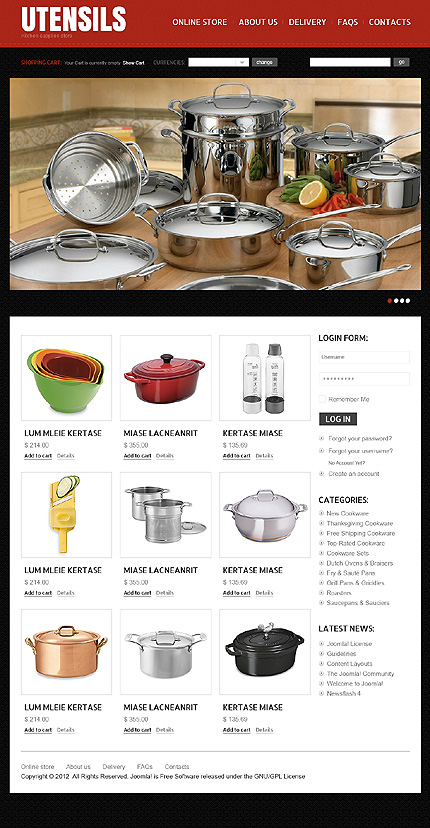 UTENSILS
kitchen supplies store
ONLINE STORE ABOUT US DELIVERY FAQS CONTACTS
SHOPPING CART: Your Cart is currently empty. Show Cart CURRENCIES: change go
LOGIN FORM:
Username
*********
Remember Me
LOG IN
Forgot your password?
Forgot your username?
No Account Yet?
Create an account
LUM MLEIE KERTASE
$ 214.00
Add to cart Details
MIASE LACNEANRIT
$ 355.00
Add to cart Details
KERTASE MIASE
$ 135.69
Add to cart Details
LUM MLEIE KERTASE
$ 214.00
Add to cart Details
MIASE LACNEANRIT
$ 355.00
Add to cart Details
KERTASE MIASE
$ 135.69
Add to cart Details
LUM MLEIE KERTASE
$ 214.00
Add to cart Details
MIASE LACNEANRIT
$ 355.00
Add to cart Details
KERTASE MIASE
$ 135.69
Add to cart Details
CATEGORIES:
New Cookware
Thanksgiving Cookware
Free Shipping Cookware
Top-Rated Cookware
Cookware Sets
Dutch Ovens & Braisers
Fry & Sauté Pans
Grill Pans & Griddles
Roasters
Saucepans & Sauciers
LATEST NEWS:
Joomla! License
Guidelines
Content Layouts
The Joomla! Community
Welcome to Joomla!
Newsflash 4
Online store About us Delivery FAQs Contacts
Copyright © 2012 All Rights Reserved. Joomla! is Free Software released under the GNU/GPL License